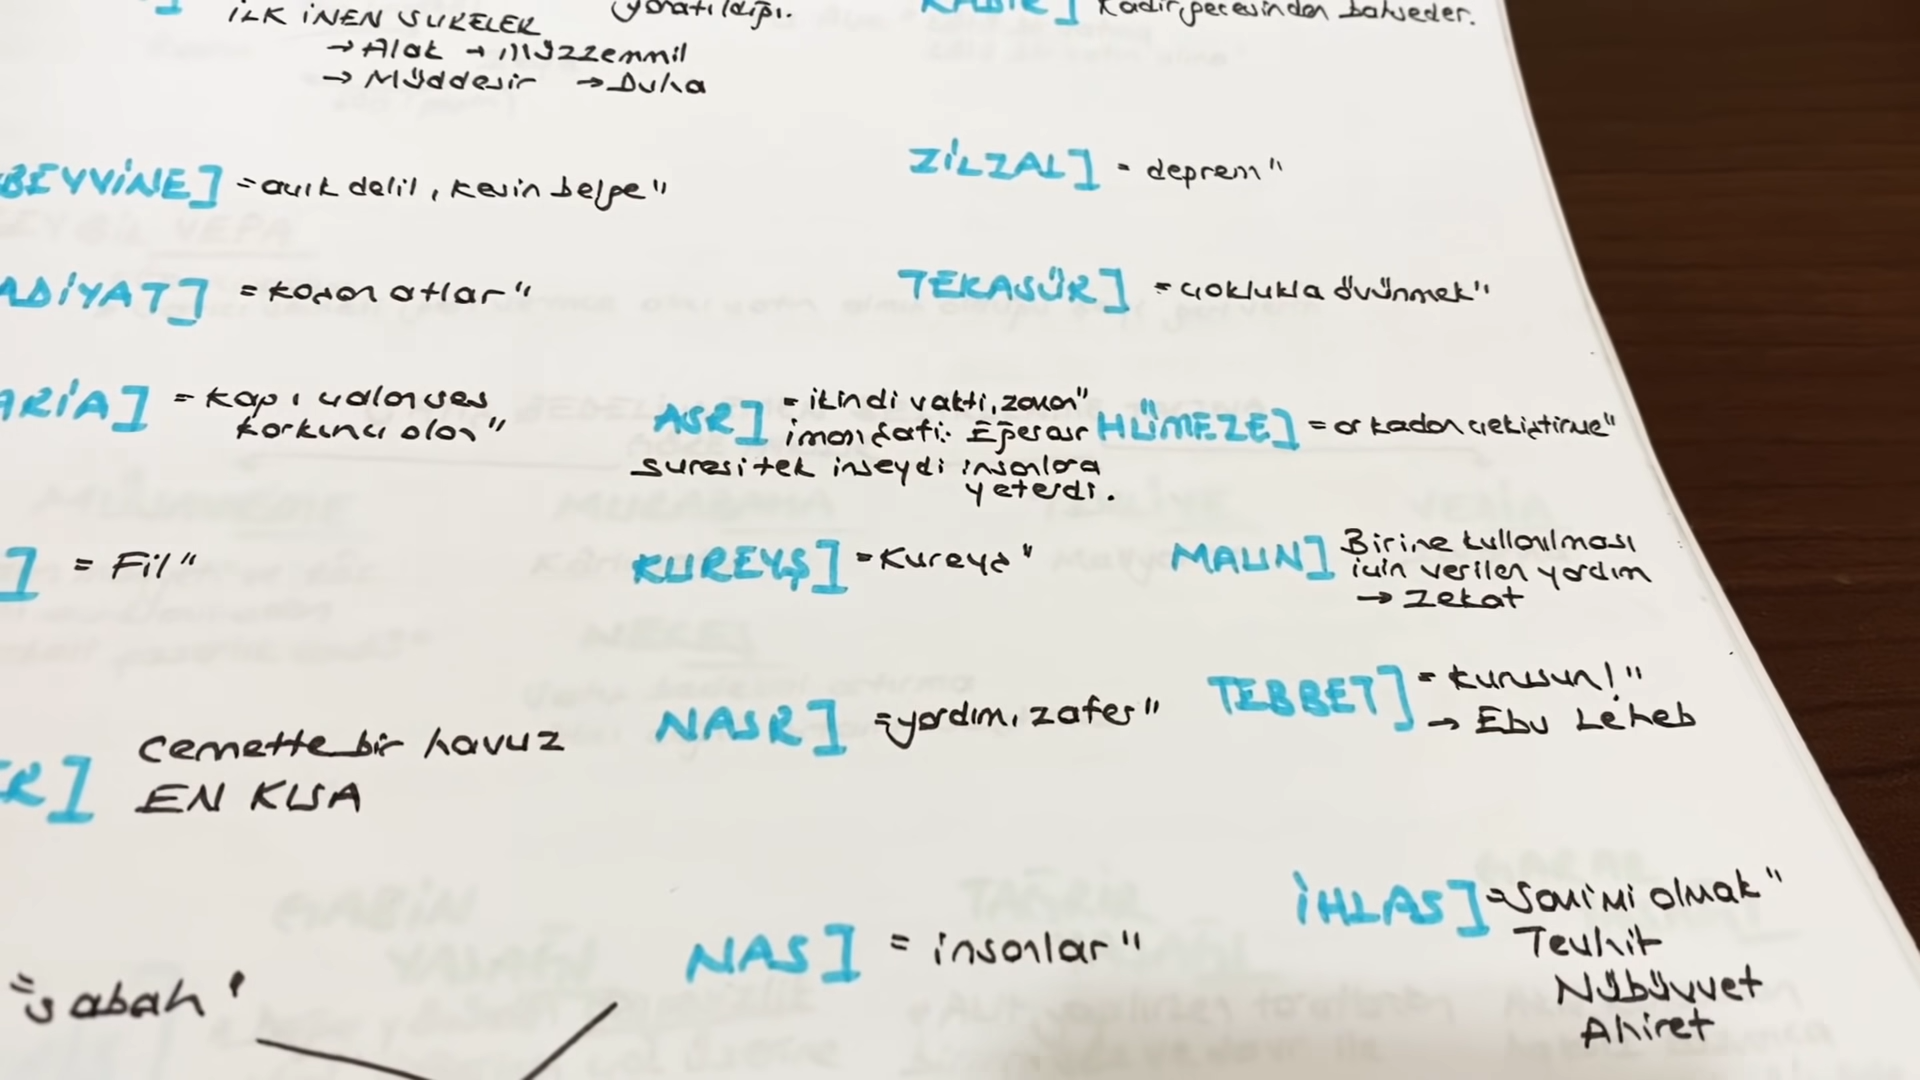 İLK İNEN SURELER
→ Alak → Müzzemmil
→ Müddesir → Duha
yaratıldığı.
KADİR] Kadir gecesinden bahseder.
BEYYİNE] "açık delil, kesin belge"
ZİLZAL] "deprem"
ADİYAT] "koşan atlar"
TEKASÜR] "çoklukla övünmek"
ARİA] "kapı çalan ses
korkunç olay"
ASR] "ikindi vakti, zaman"
imam Şafi: Eğer asr
suresi tek inseydi insanlara
yeterdi.
HÜMEZE] "arkadan çekiştirme"
] "Fil"
KUREYŞ] "Kureyş"
MAUN] Birine kullanılması
için verilen yardım
→ zekat
R] cennette bir havuz
EN KISA
NASR] "yardım, zafer"
TEBBET] "kurusun!"
→ Ebu Leheb
"sabah"
NAS] "insanlar"
İHLAS] "Samimi olmak"
Tevhit
Nübüvvet
Ahiret